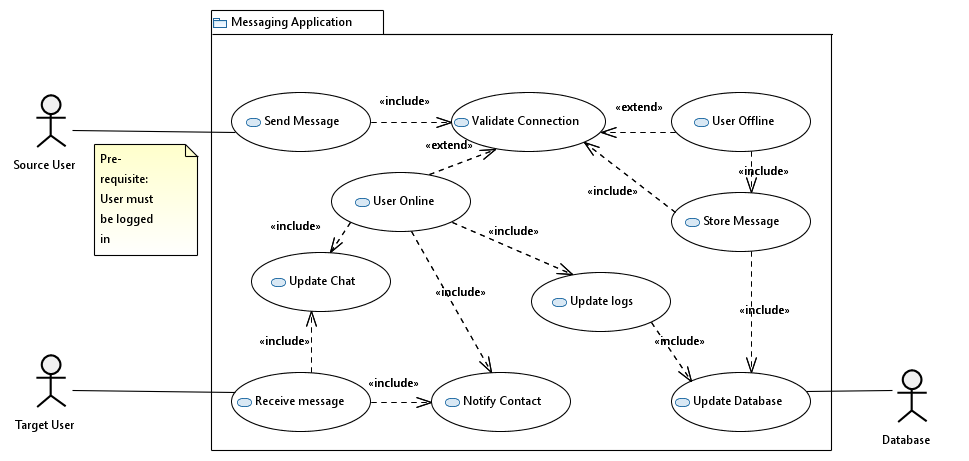 Messaging Application
«include»
«extend»
Send Message
Validate Connection
User Offline
«extend»
Source User
Pre-
requisite:
User must
be logged
in
«include»
«include»
User Online
Store Message
«include»
«include»
Update Chat
«include»
Update logs
«include»
«include»
«include»
«include»
Receive message
Notify Contact
Update Database
Target User
Database